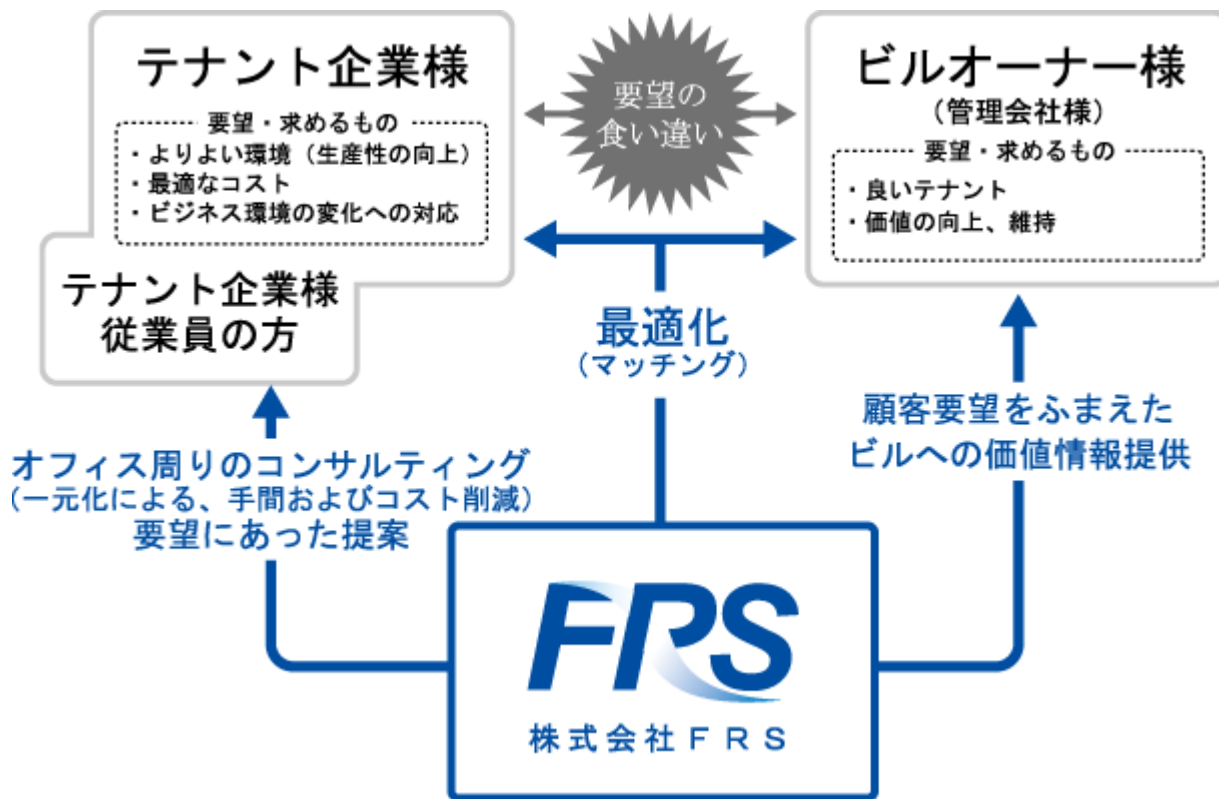 テナント企業様
要望・求めるもの
・よりよい環境（生産性の向上）
・最適なコスト
・ビジネス環境の変化への対応
テナント企業様
従業員の方
要望の
食い違い
ビルオーナー様
（管理会社様）
要望・求めるもの
・良いテナント
・価値の向上、維持
最適化
（マッチング）
オフィス周りのコンサルティング
（一元化による、手間およびコスト削減）
要望にあった提案
顧客要望をふまえた
ビルへの価値情報提供
FRS
株式会社ＦＲＳ